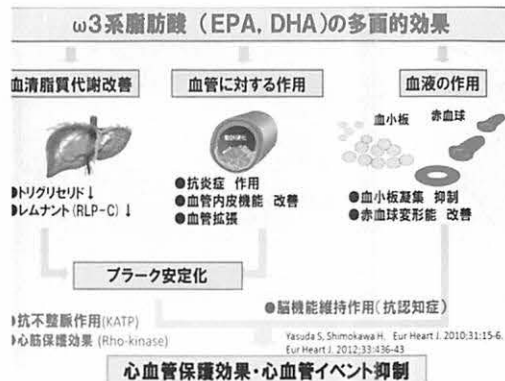 ω3系脂肪酸（EPA, DHA）の多面的効果
血清脂質代謝改善
血管に対する作用
血液の作用
血小板
赤血球
●トリグリセリド↓
●レムナント(RLP-C) ↓
●抗炎症 作用
●血管内皮機能 改善
●血管拡張
●血小板凝集 抑制
●赤血球変形能 改善
プラーク安定化
●抗不整脈作用(KATP)
●心筋保護効果 (Rho-kinase)
●脳機能維持作用(抗認知症)
Yasuda S, Shimokawa H. Eur Heart J. 2010;31:15-6.
Eur Heart J. 2012;33:436-43
心血管保護効果・心血管イベント抑制